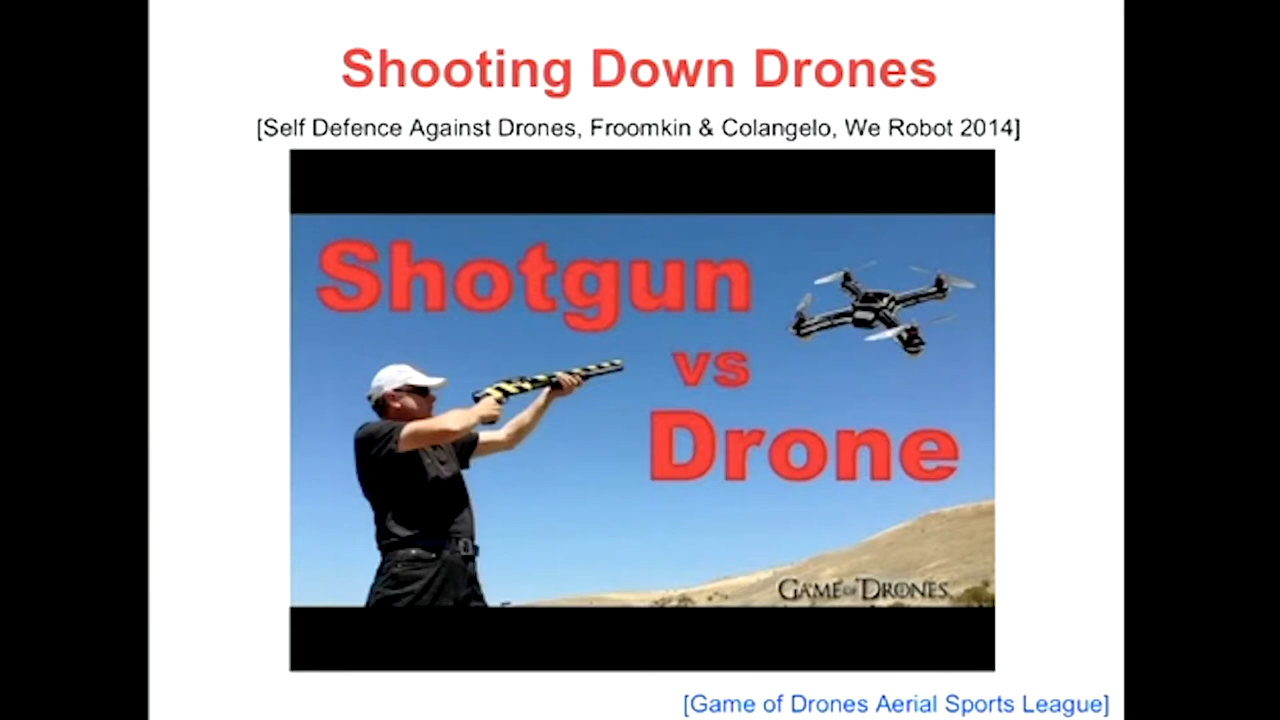 Shooting Down Drones
[Self Defence Against Drones, Froomkin & Colangelo, We Robot 2014]
Shotgun
vs
Drone
GAME OF DRONES
[Game of Drones Aerial Sports League]